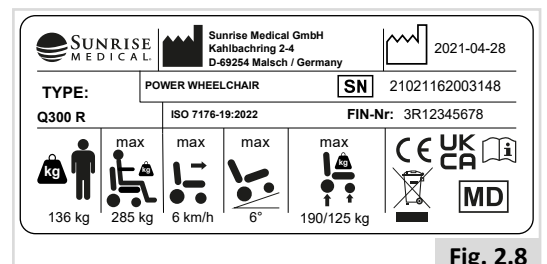 SUNRISE
MEDICAL.
Sunrise Medical GmbH
Kahlbachring 2-4
D-69254 Malsch / Germany
2021-04-28
TYPE:
POWER WHEELCHAIR
SN 21021162003148
Q300 R
ISO 7176-19:2022
FIN-Nr: 3R12345678
kg
136 kg
max
kg
285 kg
max
6 km/h
max
6°
max
kg
190/125 kg
CE UK
CA
i
MD
Fig. 2.8